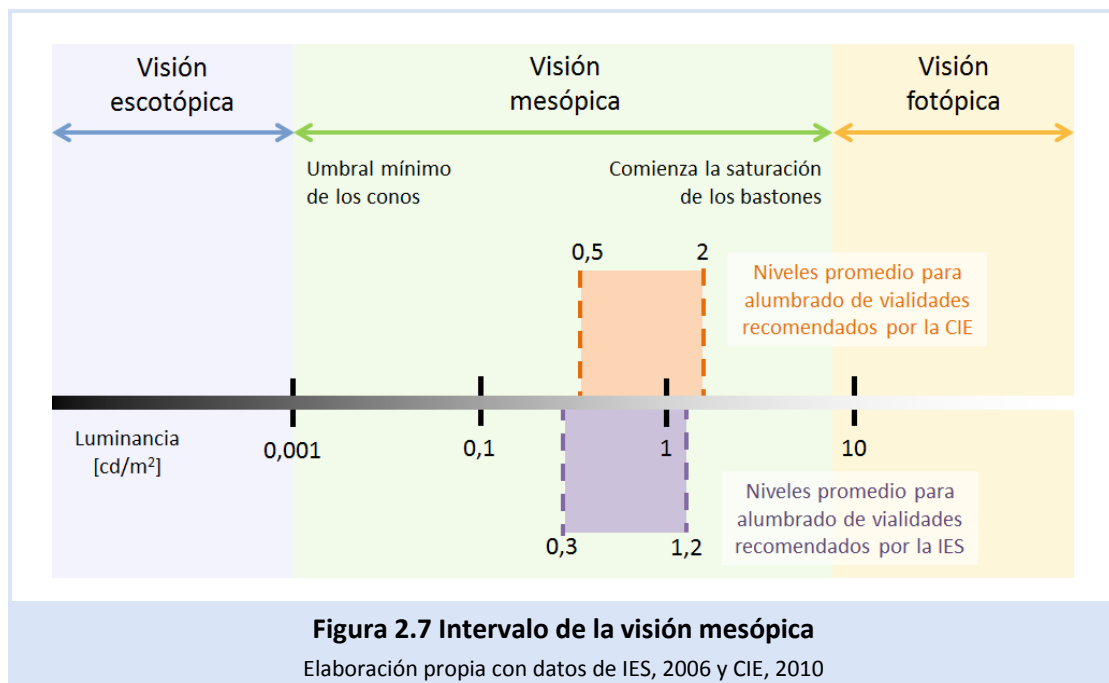 Visión
escotópica
Visión
mesópica
Visión
fotópica
Umbral mínimo
de los conos
Comienza la saturación
de los bastones
0,5
2
Niveles promedio para
alumbrado de vialidades
recomendados por la CIE
Luminancia
[cd/m²]
0,001
0,1
1
10
0,3
1,2
Niveles promedio para
alumbrado de vialidades
recomendados por la IES
Figura 2.7 Intervalo de la visión mesópica
Elaboración propia con datos de IES, 2006 y CIE, 2010